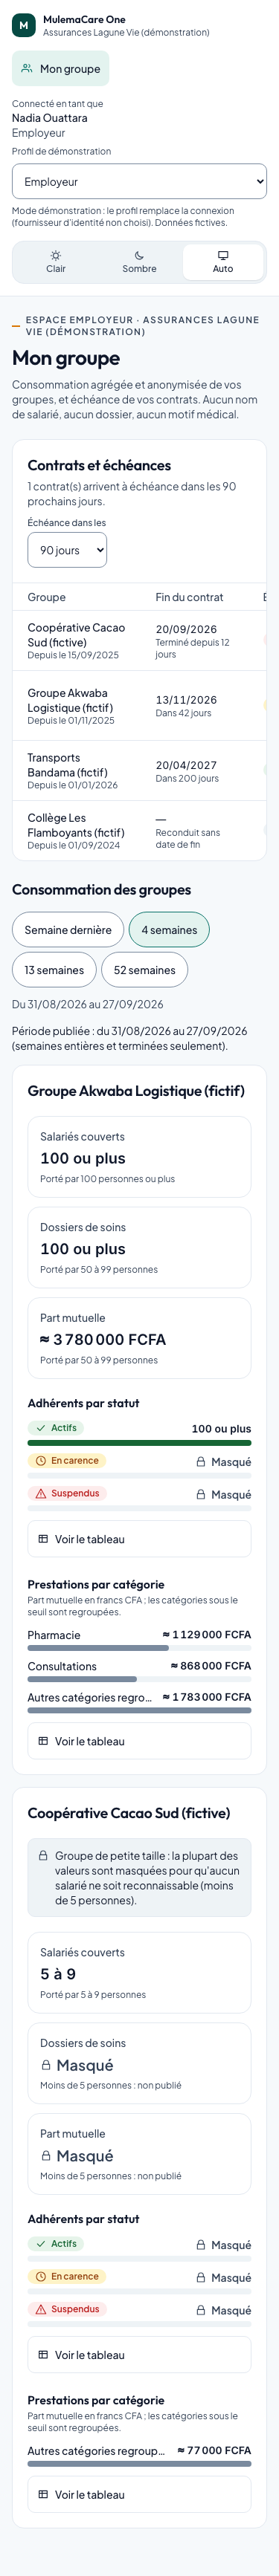 M
MulemaCare One
Assurances Lagune Vie (démonstration)
Mon groupe
Connecté en tant que
Nadia Ouattara
Employeur
Profil de démonstration
Employeur
Mode démonstration : le profil remplace la connexion
(fournisseur d'identité non choisi). Données fictives.
Clair
Sombre
Auto
ESPACE EMPLOYEUR · ASSURANCES LAGUNE
VIE (DÉMONSTRATION)
Mon groupe
Consommation agrégée et anonymisée de vos
groupes, et échéance de vos contrats. Aucun nom
de salarié, aucun dossier, aucun motif médical.
Contrats et échéances
1 contrat(s) arrivent à échéance dans les 90
prochains jours.
Échéance dans les
90 jours
Groupe Fin du contrat
Coopérative Cacao
Sud (fictive)
Depuis le 15/09/2025
20/09/2026
Terminé depuis 12
jours
Groupe Akwaba
Logistique (fictif)
Depuis le 01/11/2025
13/11/2026
Dans 42 jours
Transports
Bandama (fictif)
Depuis le 01/01/2026
20/04/2027
Dans 200 jours
Collège Les
Flamboyants (fictif)
Depuis le 01/09/2024
—
Reconduit sans
date de fin
Consommation des groupes
Semaine dernière
4 semaines
13 semaines
52 semaines
Du 31/08/2026 au 27/09/2026
Période publiée : du 31/08/2026 au 27/09/2026
(semaines entières et terminées seulement).
Groupe Akwaba Logistique (fictif)
Salariés couverts
100 ou plus
Porté par 100 personnes ou plus
Dossiers de soins
100 ou plus
Porté par 50 à 99 personnes
Part mutuelle
≈ 3 780 000 FCFA
Porté par 50 à 99 personnes
Adhérents par statut
Actifs 100 ou plus
En carence Masqué
Suspendus Masqué
Voir le tableau
Prestations par catégorie
Part mutuelle en francs CFA ; les catégories sous le
seuil sont regroupées.
Pharmacie ≈ 1 129 000 FCFA
Consultations ≈ 868 000 FCFA
Autres catégories regro… ≈ 1 783 000 FCFA
Voir le tableau
Coopérative Cacao Sud (fictive)
Groupe de petite taille : la plupart des
valeurs sont masquées pour qu'aucun
salarié ne soit reconnaissable (moins
de 5 personnes).
Salariés couverts
5 à 9
Porté par 5 à 9 personnes
Dossiers de soins
Masqué
Moins de 5 personnes : non publié
Part mutuelle
Masqué
Moins de 5 personnes : non publié
Adhérents par statut
Actifs Masqué
En carence Masqué
Suspendus Masqué
Voir le tableau
Prestations par catégorie
Part mutuelle en francs CFA ; les catégories sous le
seuil sont regroupées.
Autres catégories regroup… ≈ 77 000 FCFA
Voir le tableau